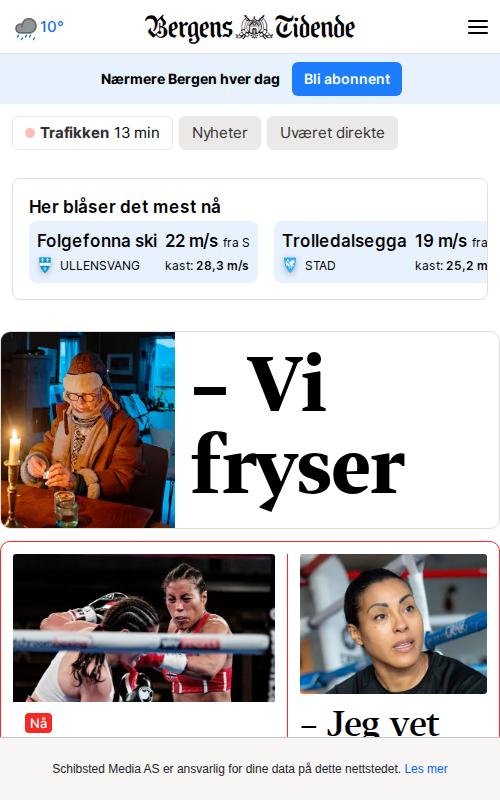 10°
Bergens Tidende
Nærmere Bergen hver dag
Bli abonnent
Trafikken 13 min
Nyheter
Uværet direkte
Her blåser det mest nå
Folgefonna ski 22 m/s fra S
ULLENSVANG kast: 28,3 m/s
Trolledalsegga 19 m/s fra
STAD kast: 25,2 m
– Vi
fryser
Nå
– Jeg vet
Schibsted Media AS er ansvarlig for dine data på dette nettstedet. Les mer